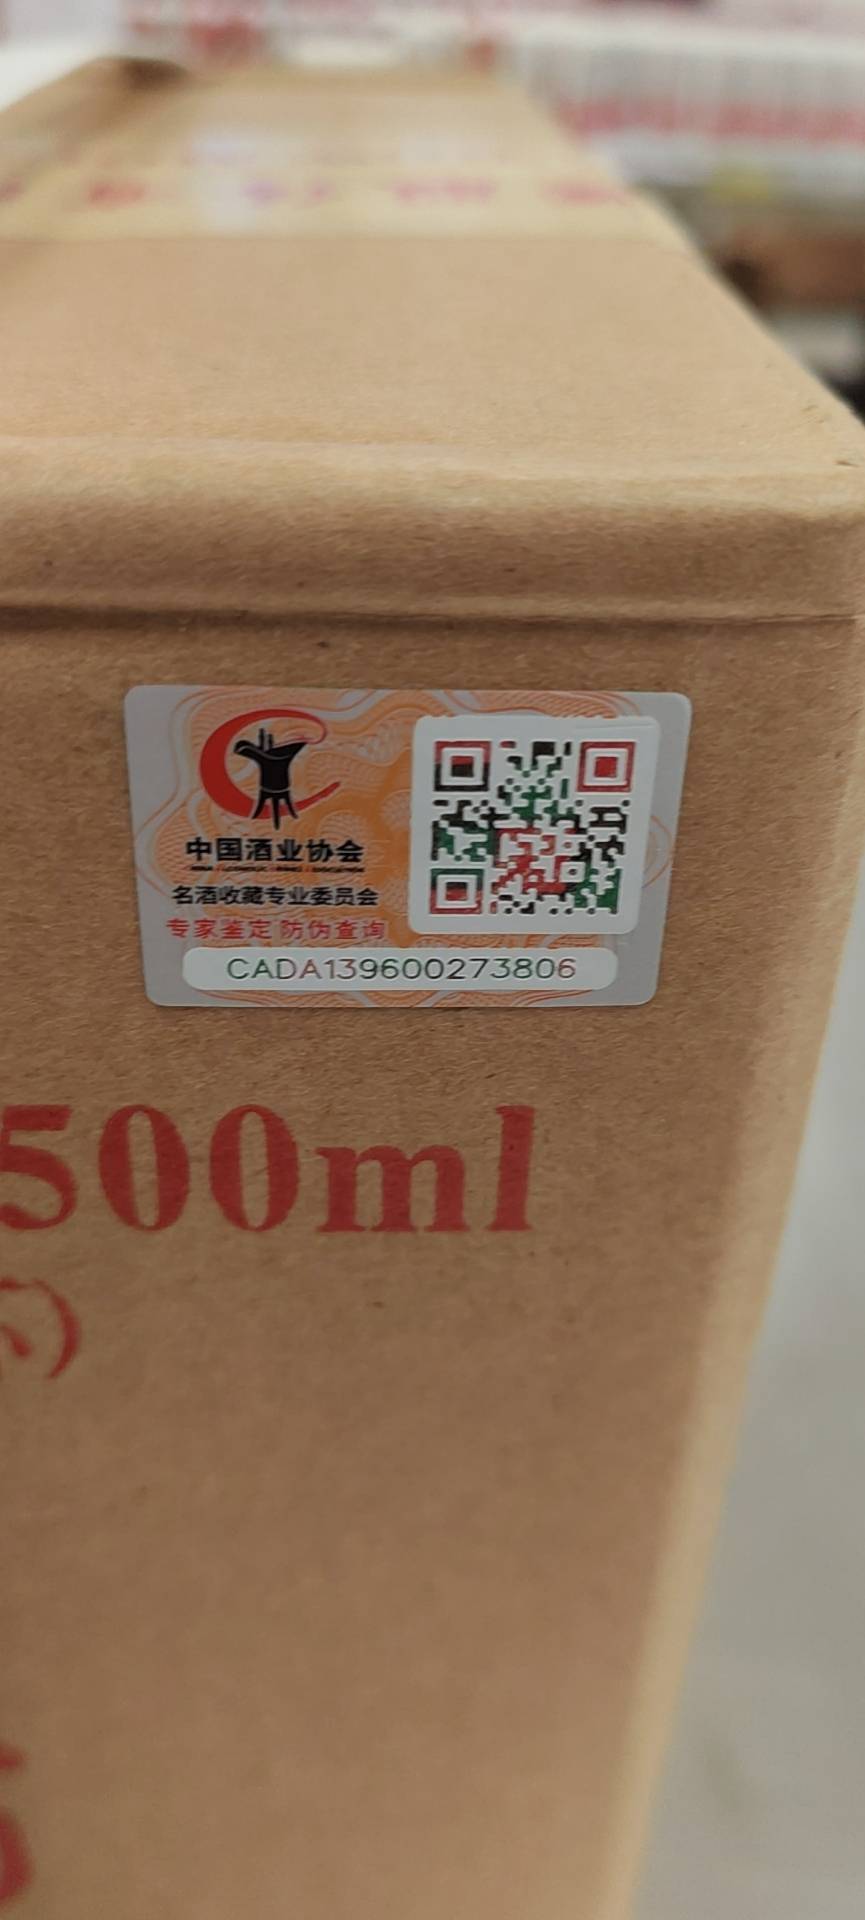 中国酒业协会
名酒收藏专业委员会
专家鉴定 防伪查询
CADA139600273806
500ml